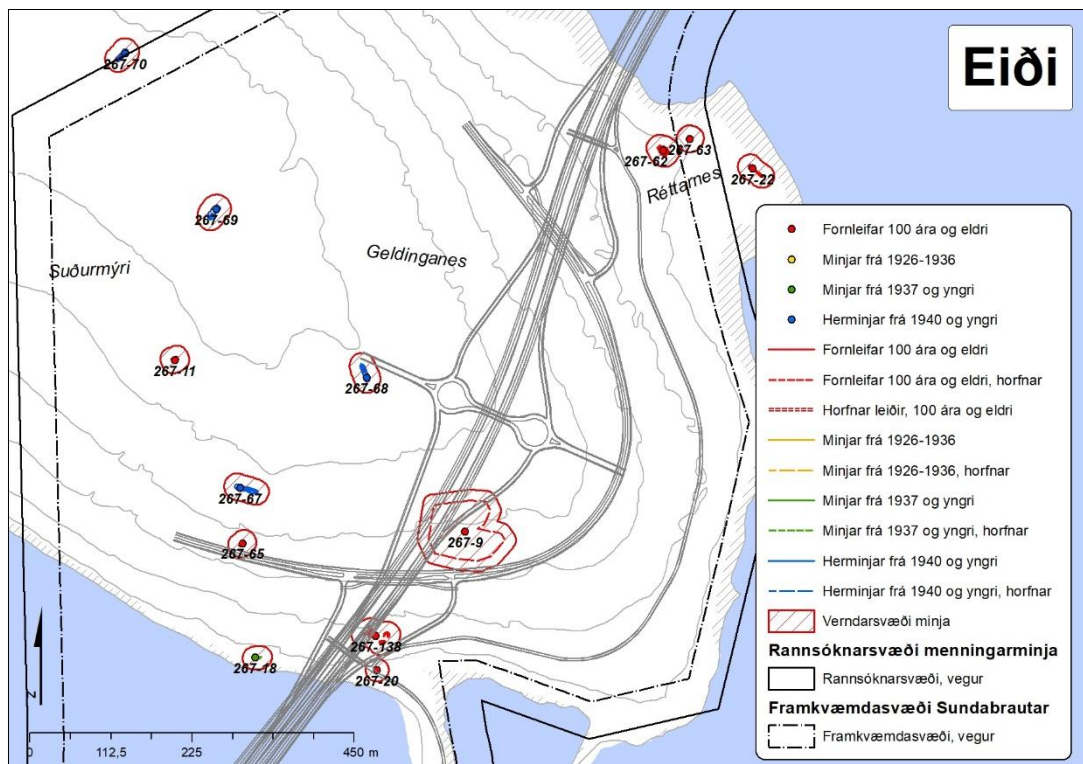 Eiði
267-70
267-62
267-63
267-22
Réttarnes
267-69
Geldinganes
Suðurmýri
267-11
267-68
267-67
267-9
267-65
267-138
267-18
267-20
Fornleifar 100 ára og eldri
Minjar frá 1926-1936
Minjar frá 1937 og yngri
Herminjar frá 1940 og yngri
Fornleifar 100 ára og eldri
Fornleifar 100 ára og eldri, horfnar
Horfnar leiðir, 100 ára og eldri
Minjar frá 1926-1936
Minjar frá 1926-1936, horfnar
Minjar frá 1937 og yngri
Minjar frá 1937 og yngri, horfnar
Herminjar frá 1940 og yngri
Herminjar frá 1940 og yngri, horfnar
Verndarsvæði minja
Rannsóknarsvæði menningarminja
Rannsóknarsvæði, vegur
Framkvæmdasvæði Sundabrautar
Framkvæmdasvæði, vegur
N
0 112,5 225 450 m